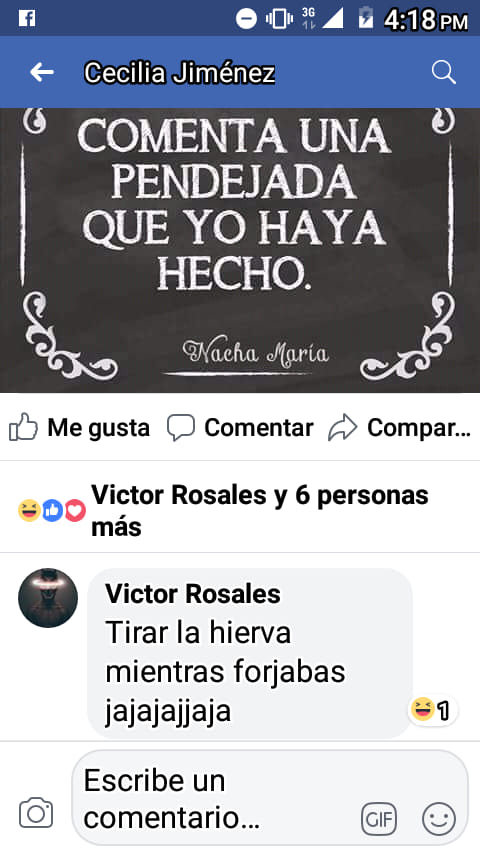 3G 4:18 PM
Cecilia Jiménez
COMENTA UNA
PENDEJADA
QUE YO HAYA
HECHO.
Nacha María
Me gusta Comentar Compar...
Victor Rosales y 6 personas
más
Victor Rosales
Tirar la hierva
mientras forjabas
jajajajjaja
1
Escribe un
comentario...
GIF